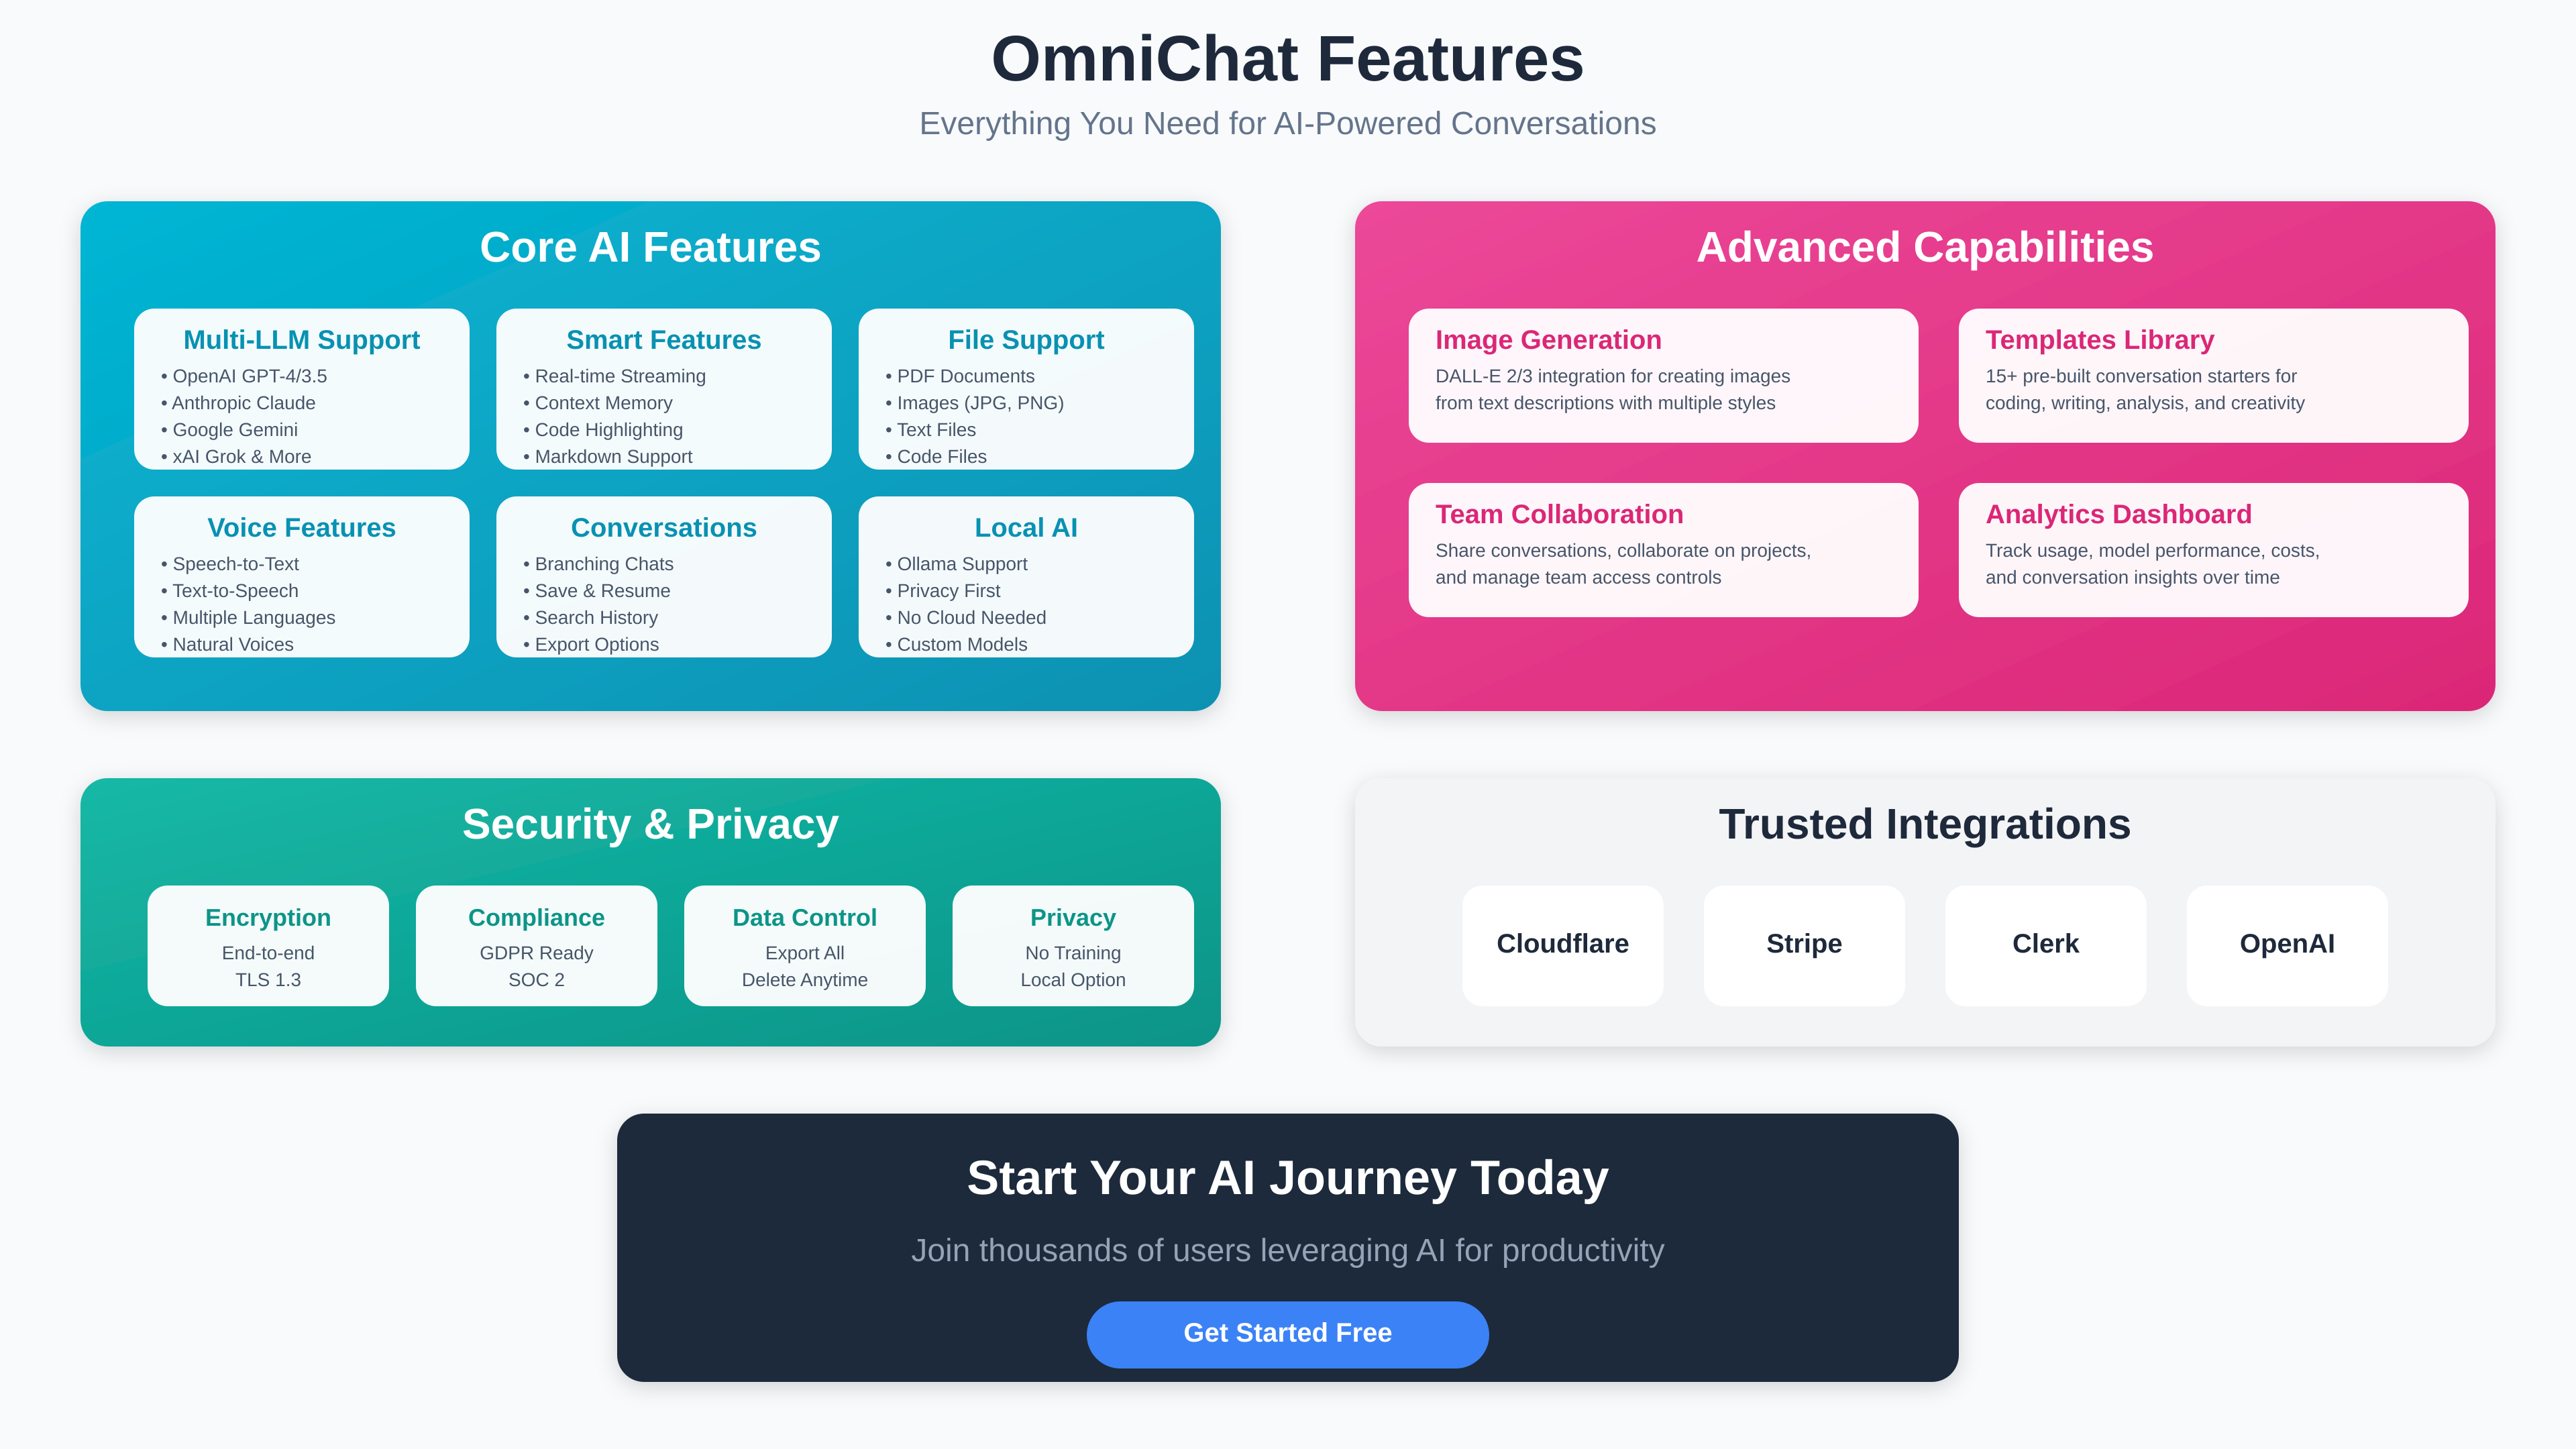 OmniChat Features
Everything You Need for AI-Powered Conversations
Core AI Features
Multi-LLM Support
• OpenAI GPT-4/3.5
• Anthropic Claude
• Google Gemini
• xAI Grok & More
Smart Features
• Real-time Streaming
• Context Memory
• Code Highlighting
• Markdown Support
File Support
• PDF Documents
• Images (JPG, PNG)
• Text Files
• Code Files
Voice Features
• Speech-to-Text
• Text-to-Speech
• Multiple Languages
• Natural Voices
Conversations
• Branching Chats
• Save & Resume
• Search History
• Export Options
Local AI
• Ollama Support
• Privacy First
• No Cloud Needed
• Custom Models
Advanced Capabilities
Image Generation
DALL-E 2/3 integration for creating images
from text descriptions with multiple styles
Templates Library
15+ pre-built conversation starters for
coding, writing, analysis, and creativity
Team Collaboration
Share conversations, collaborate on projects,
and manage team access controls
Analytics Dashboard
Track usage, model performance, costs,
and conversation insights over time
Security & Privacy
Encryption
End-to-end
TLS 1.3
Compliance
GDPR Ready
SOC 2
Data Control
Export All
Delete Anytime
Privacy
No Training
Local Option
Trusted Integrations
Cloudflare
Stripe
Clerk
OpenAI
Start Your AI Journey Today
Join thousands of users leveraging AI for productivity
Get Started Free